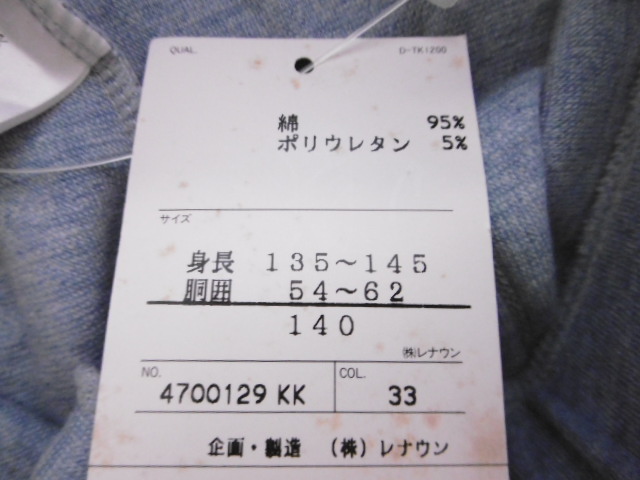 QUAL. D-TK1200
綿 95%
ポリウレタン 5%
サイズ
身長 135～145
胴囲 54～62
140
㈱レナウン
NO. COL.
4700129 KK 33
企画・製造 （株）レナウン